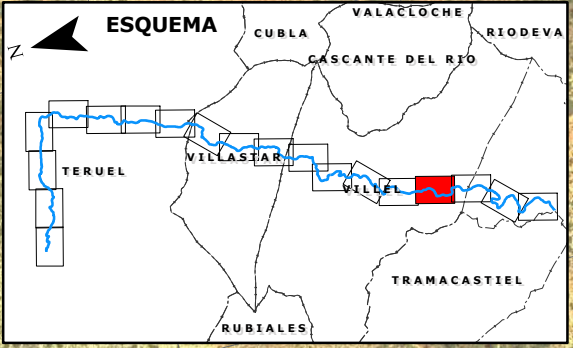 ESQUEMA
N
VALACLOCHE
CUBLA
RIODEVA
CASCANTE DEL RIO
TERUEL
VILLASTAR
VILLEL
TRAMACASTIEL
RUBIALES